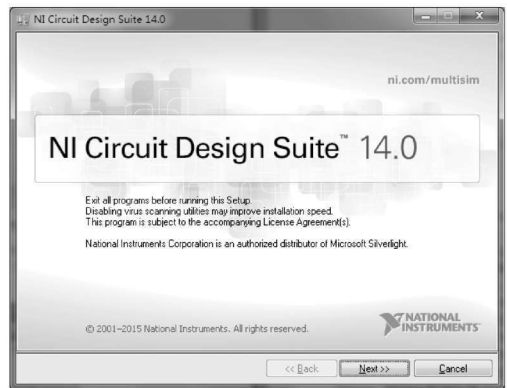 NI Circuit Design Suite 14.0
ni.com/multisim
NI Circuit Design Suite™ 14.0
Exit all programs before running this Setup.
Disabling virus scanning utilities may improve installation speed.
This program is subject to the accompanying License Agreement(s).
National Instruments Corporation is an authorized distributor of Microsoft Silverlight.
© 2001–2015 National Instruments. All rights reserved.
NATIONAL
INSTRUMENTS™
<< Back
Next >>
Cancel